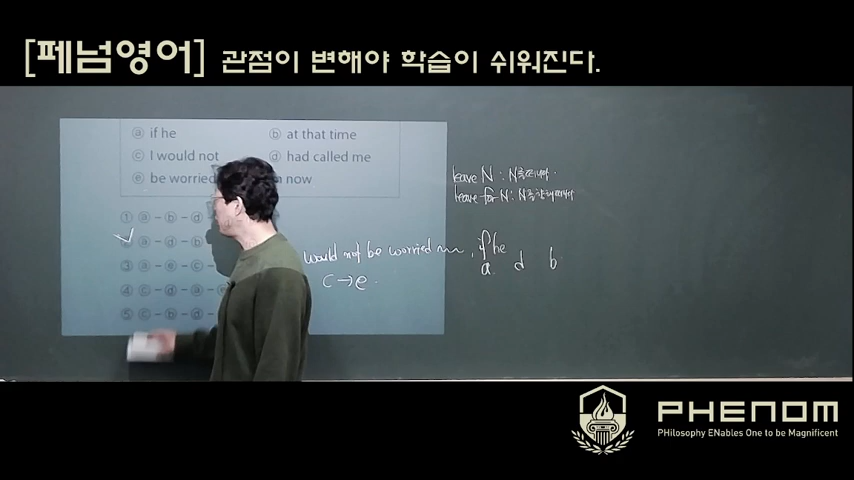 [페넘영어] 관점이 변해야 학습이 쉬워진다.
ⓐ if he ⓑ at that time
ⓒ I would not ⓓ had called me
ⓔ be worried now
① ⓐ-ⓑ-ⓓ
ⓐ-ⓓ-ⓑ
③ ⓐ-ⓔ-ⓒ-
④ ⓒ-ⓓ-ⓐ-ⓔ
⑤ ⓒ-ⓑ-ⓓ-
leave N : N를 떠나다.
leave for N : N를 향해 떠나다
would not be worried , if he
c → e . a d b
PHENOM
PHilosophy ENables One to be Magnificent